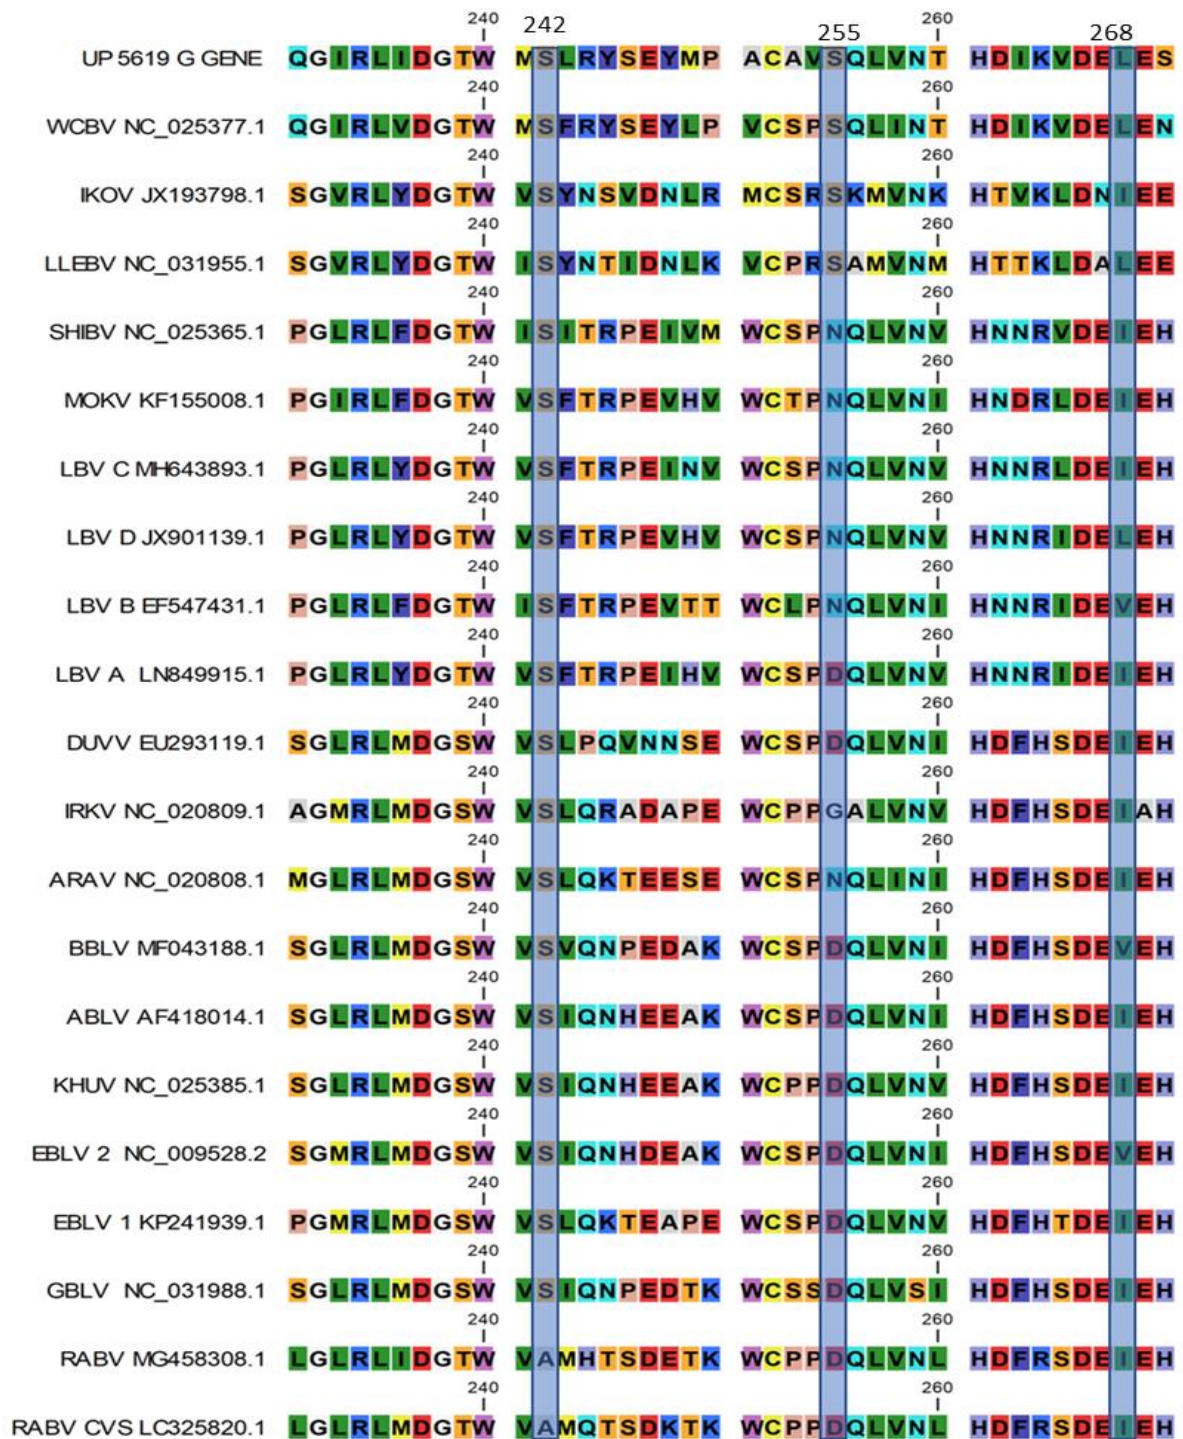 240 260
242 255 268
UP 5619 G GENE QGIRLIDGTW MSLRYSEYMP ACAVSQLVNT HDIKVDELES
240 260
WCBV NC_025377.1 QGIRLVDGTW MSFRYSEYLP VCSPSQLINT HDIKVDELEN
240 260
IKOV JX193798.1 SGVRLYDGTW VSYNSVDNLR MCSRSKMVNK HTVKLDNIEE
240 260
LLEBV NC_031955.1 SGVRLYDGTW ISYNTIDNLK VCPRSAMVNM HTTKLDALEE
240 260
SHIBV NC_025365.1 PGLRLFDGTW ISITRPEIVM WCSPNQLVNV HNNRVDEIEH
240 260
MOKV KF155008.1 PGIRLFDGTW VSFTRPEVHV WCTPNQLVNI HNDRLDEIEH
240 260
LBV C MH643893.1 PGLRLYDGTW VSFTRPEINV WCSPNQLVNV HNNRLDEIEH
240 260
LBV D JX901139.1 PGLRLYDGTW VSFTRPEVHV WCSPNQLVNV HNNRIDELEH
240 260
LBV B EF547431.1 PGLRLFDGTW ISFTRPEVTT WCLPNQLVNI HNNRIDEVEH
240 260
LBV A LN849915.1 PGLRLYDGTW VSFTRPEIHV WCSPDQLVNV HNNRIDEIEH
240 260
DUVV EU293119.1 SGLRLMDGSW VSLPQVNNSE WCSPDQLVNI HDFHSDEIEH
240 260
IRKV NC_020809.1 AGMRLMDGSW VSLQRADAPE WCPPGALVNV HDFHSDEIAH
240 260
ARAV NC_020808.1 MGLRLMDGSW VSLQKTEESE WCSPNQLINI HDFHSDEIEH
240 260
BBLV MF043188.1 SGLRLMDGSW VSVQNPEDAK WCSPDQLVNI HDFHSDEVEH
240 260
ABLV AF418014.1 SGLRLMDGSW VSIQNHEEAK WCSPDQLVNI HDFHSDEIEH
240 260
KHUV NC_025385.1 SGLRLMDGSW VSIQNHEEAK WCPPDQLVNV HDFHSDEIEH
240 260
EBLV 2 NC_009528.2 SGMRLMDGSW VSIQNHDEAK WCSPDQLVNI HDFHSDEVEH
240 260
EBLV 1 KP241939.1 PGMRLMDGSW VSLQKTEAPE WCSPDQLVNV HDFHTDEIEH
240 260
GBLV NC_031988.1 SGLRLMDGSW VSIQNPEDTK WCSSDQLVSI HDFHSDEIEH
240 260
RABV MG458308.1 LGLRLIDGTW VAMHTSDETK WCPPDQLVNL HDFRSDEIEH
240 260
RABV CVS LC325820.1 LGLRLMDGTW VAMQTSDKTK WCPPDQLVNL HDFRSDEIEH